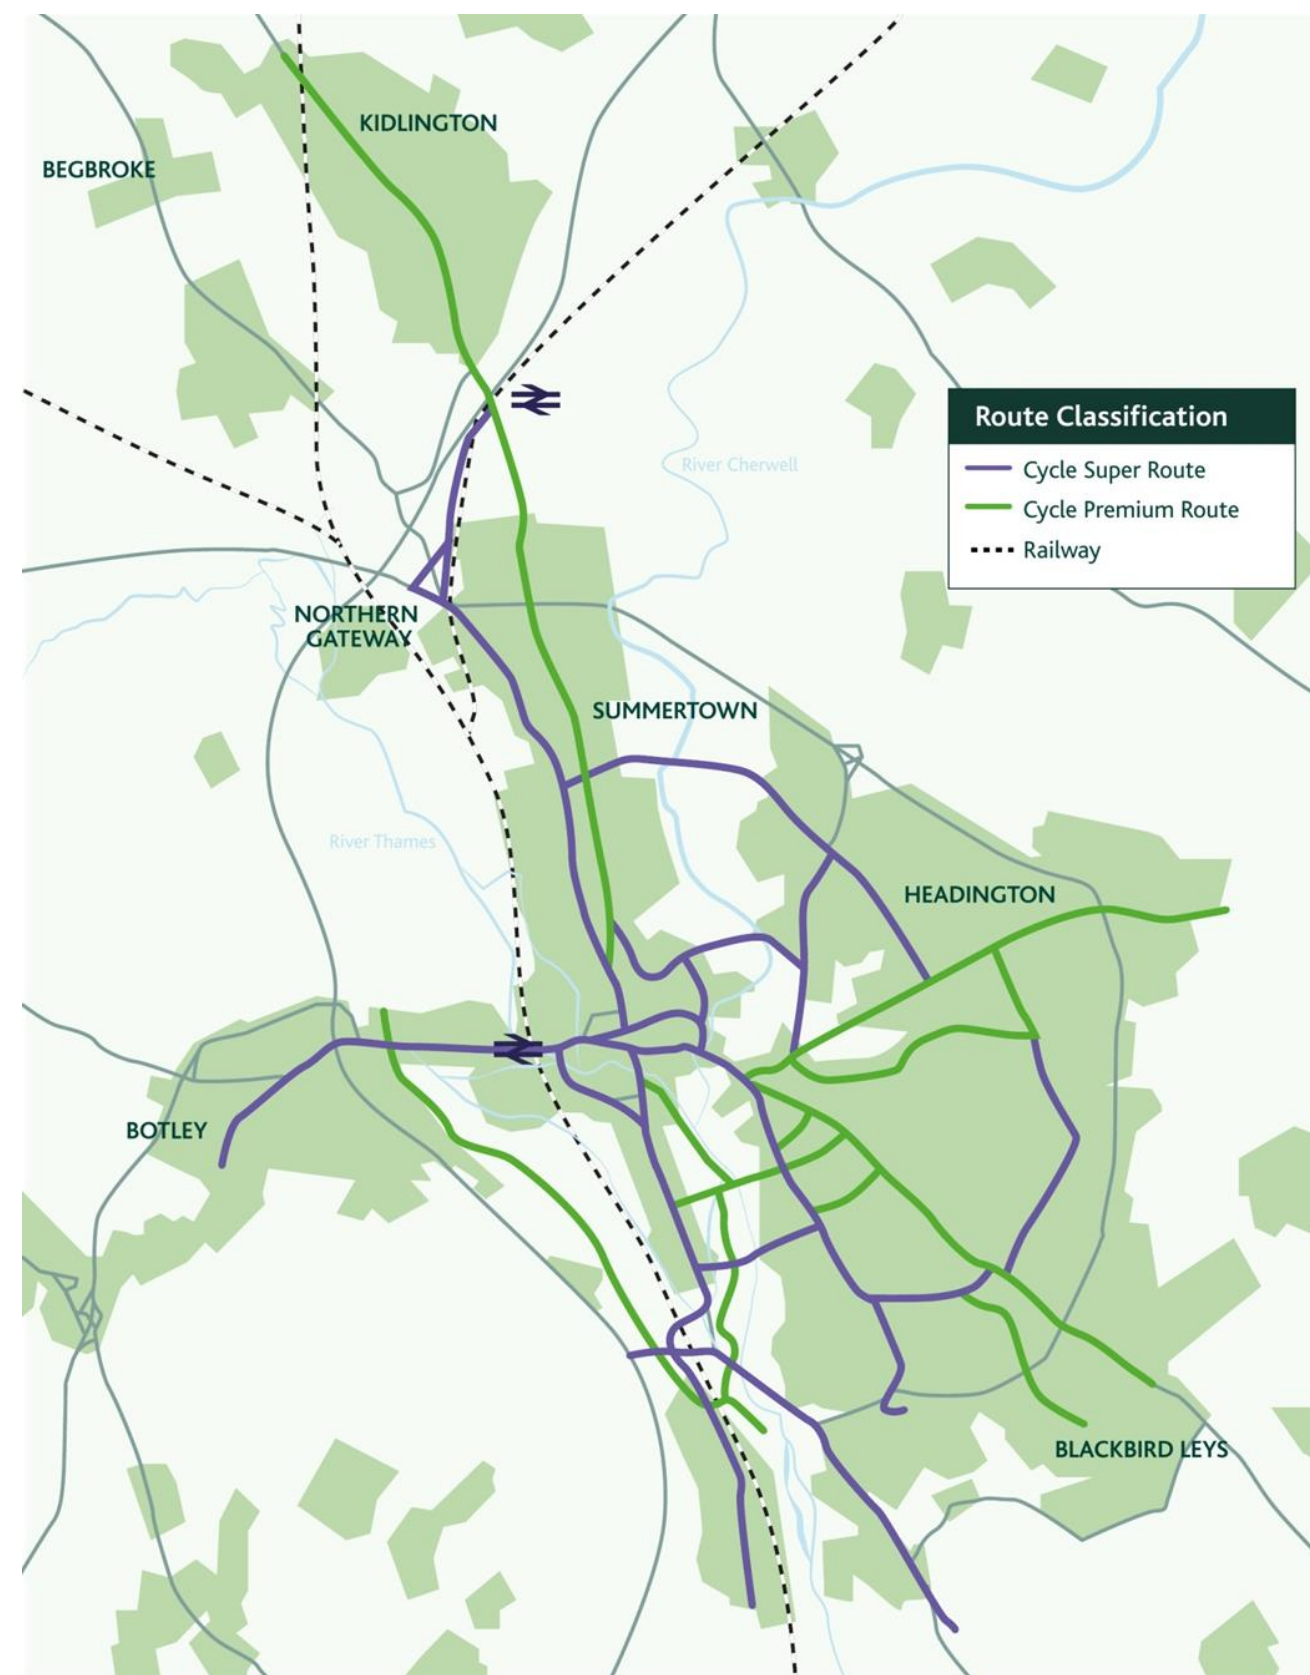 KIDLINGTON
BEGBROKE
Route Classification
Cycle Super Route
Cycle Premium Route
Railway
River Cherwell
NORTHERN
GATEWAY
SUMMERTOWN
River Thames
HEADINGTON
BOTLEY
BLACKBIRD LEYS